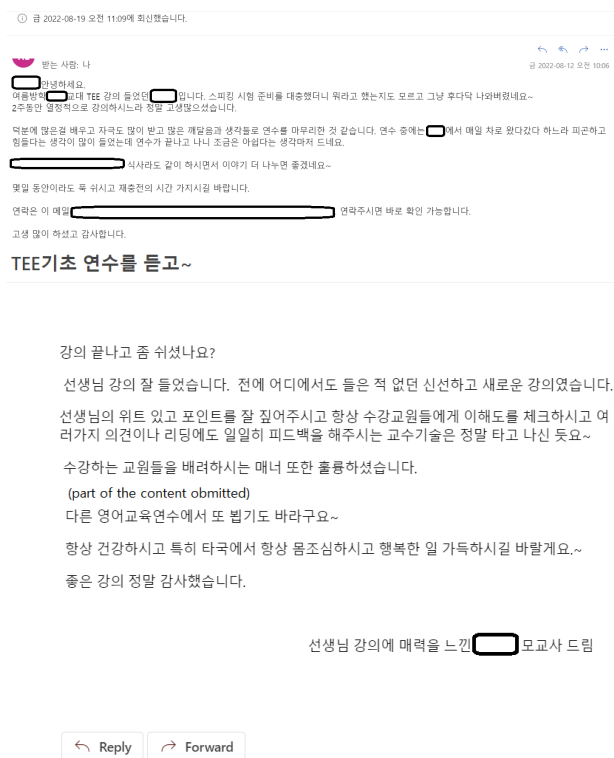 금 2022-08-19 오전 11:09에 회신했습니다.
받는 사람: 나
금 2022-08-12 오전 10:06
안녕하세요.
여름방학 교대 TEE 강의 들었던 입니다. 스피킹 시험 준비를 대충했더니 뭐라고 했는지도 모르고 그냥 후다닥 나와버렸네요~
2주동안 열정적으로 강의하시느라 정말 고생많으셨습니다.
덕분에 많은걸 배우고 자극도 많이 받고 많은 깨달음과 생각들로 연수를 마무리한 것 같습니다. 연수 중에는 에서 매일 차로 왔다갔다 하느라 피곤하고
힘들다는 생각이 많이 들었는데 연수가 끝나고 나니 조금은 아쉽다는 생각마저 드네요.
식사라도 같이 하시면서 이야기 더 나누면 좋겠네요~
몇일 동안이라도 푹 쉬시고 재충전의 시간 가지시길 바랍니다.
연락은 이 메일 연락주시면 바로 확인 가능합니다.
고생 많이 하셨고 감사합니다.
TEE기초 연수를 듣고~
강의 끝나고 좀 쉬셨나요?
선생님 강의 잘 들었습니다. 전에 어디에서도 들은 적 없던 신선하고 새로운 강의였습니다.
선생님의 위트 있고 포인트를 잘 짚어주시고 항상 수강교원들에게 이해도를 체크하시고 여
러가지 의견이나 리딩에도 일일히 피드백을 해주시는 교수기술은 정말 타고 나신 듯요~
수강하는 교원들을 배려하시는 매너 또한 훌륭하셨습니다.
(part of the content obmitted)
다른 영어교육연수에서 또 뵙기도 바라구요~
항상 건강하시고 특히 타국에서 항상 몸조심하시고 행복한 일 가득하시길 바랄게요.~
좋은 강의 정말 감사했습니다.
선생님 강의에 매력을 느낀 모교사 드림
Reply
Forward